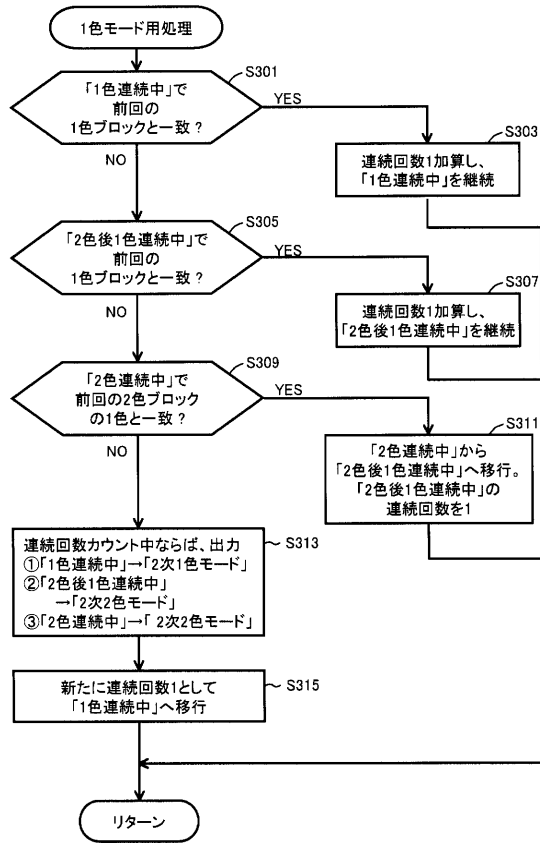 1色モード用処理
S301
「1色連続中」で
前回の
1色ブロックと一致?
YES
NO
S303
連続回数1加算し、
「1色連続中」を継続
S305
「2色後1色連続中」で
前回の
1色ブロックと一致?
YES
NO
S307
連続回数1加算し、
「2色後1色連続中」を継続
S309
「2色連続中」で
前回の2色ブロック
の1色と一致?
YES
NO
S311
「2色連続中」から
「2色後1色連続中」へ移行。
「2色後1色連続中」の
連続回数を1
連続回数カウント中ならば、出力
①「1色連続中」→「2次1色モード」
②「2色後1色連続中」
→「2次2色モード」
③「2色連続中」→「2次2色モード」
S313
新たに連続回数1として
「1色連続中」へ移行
S315
リターン